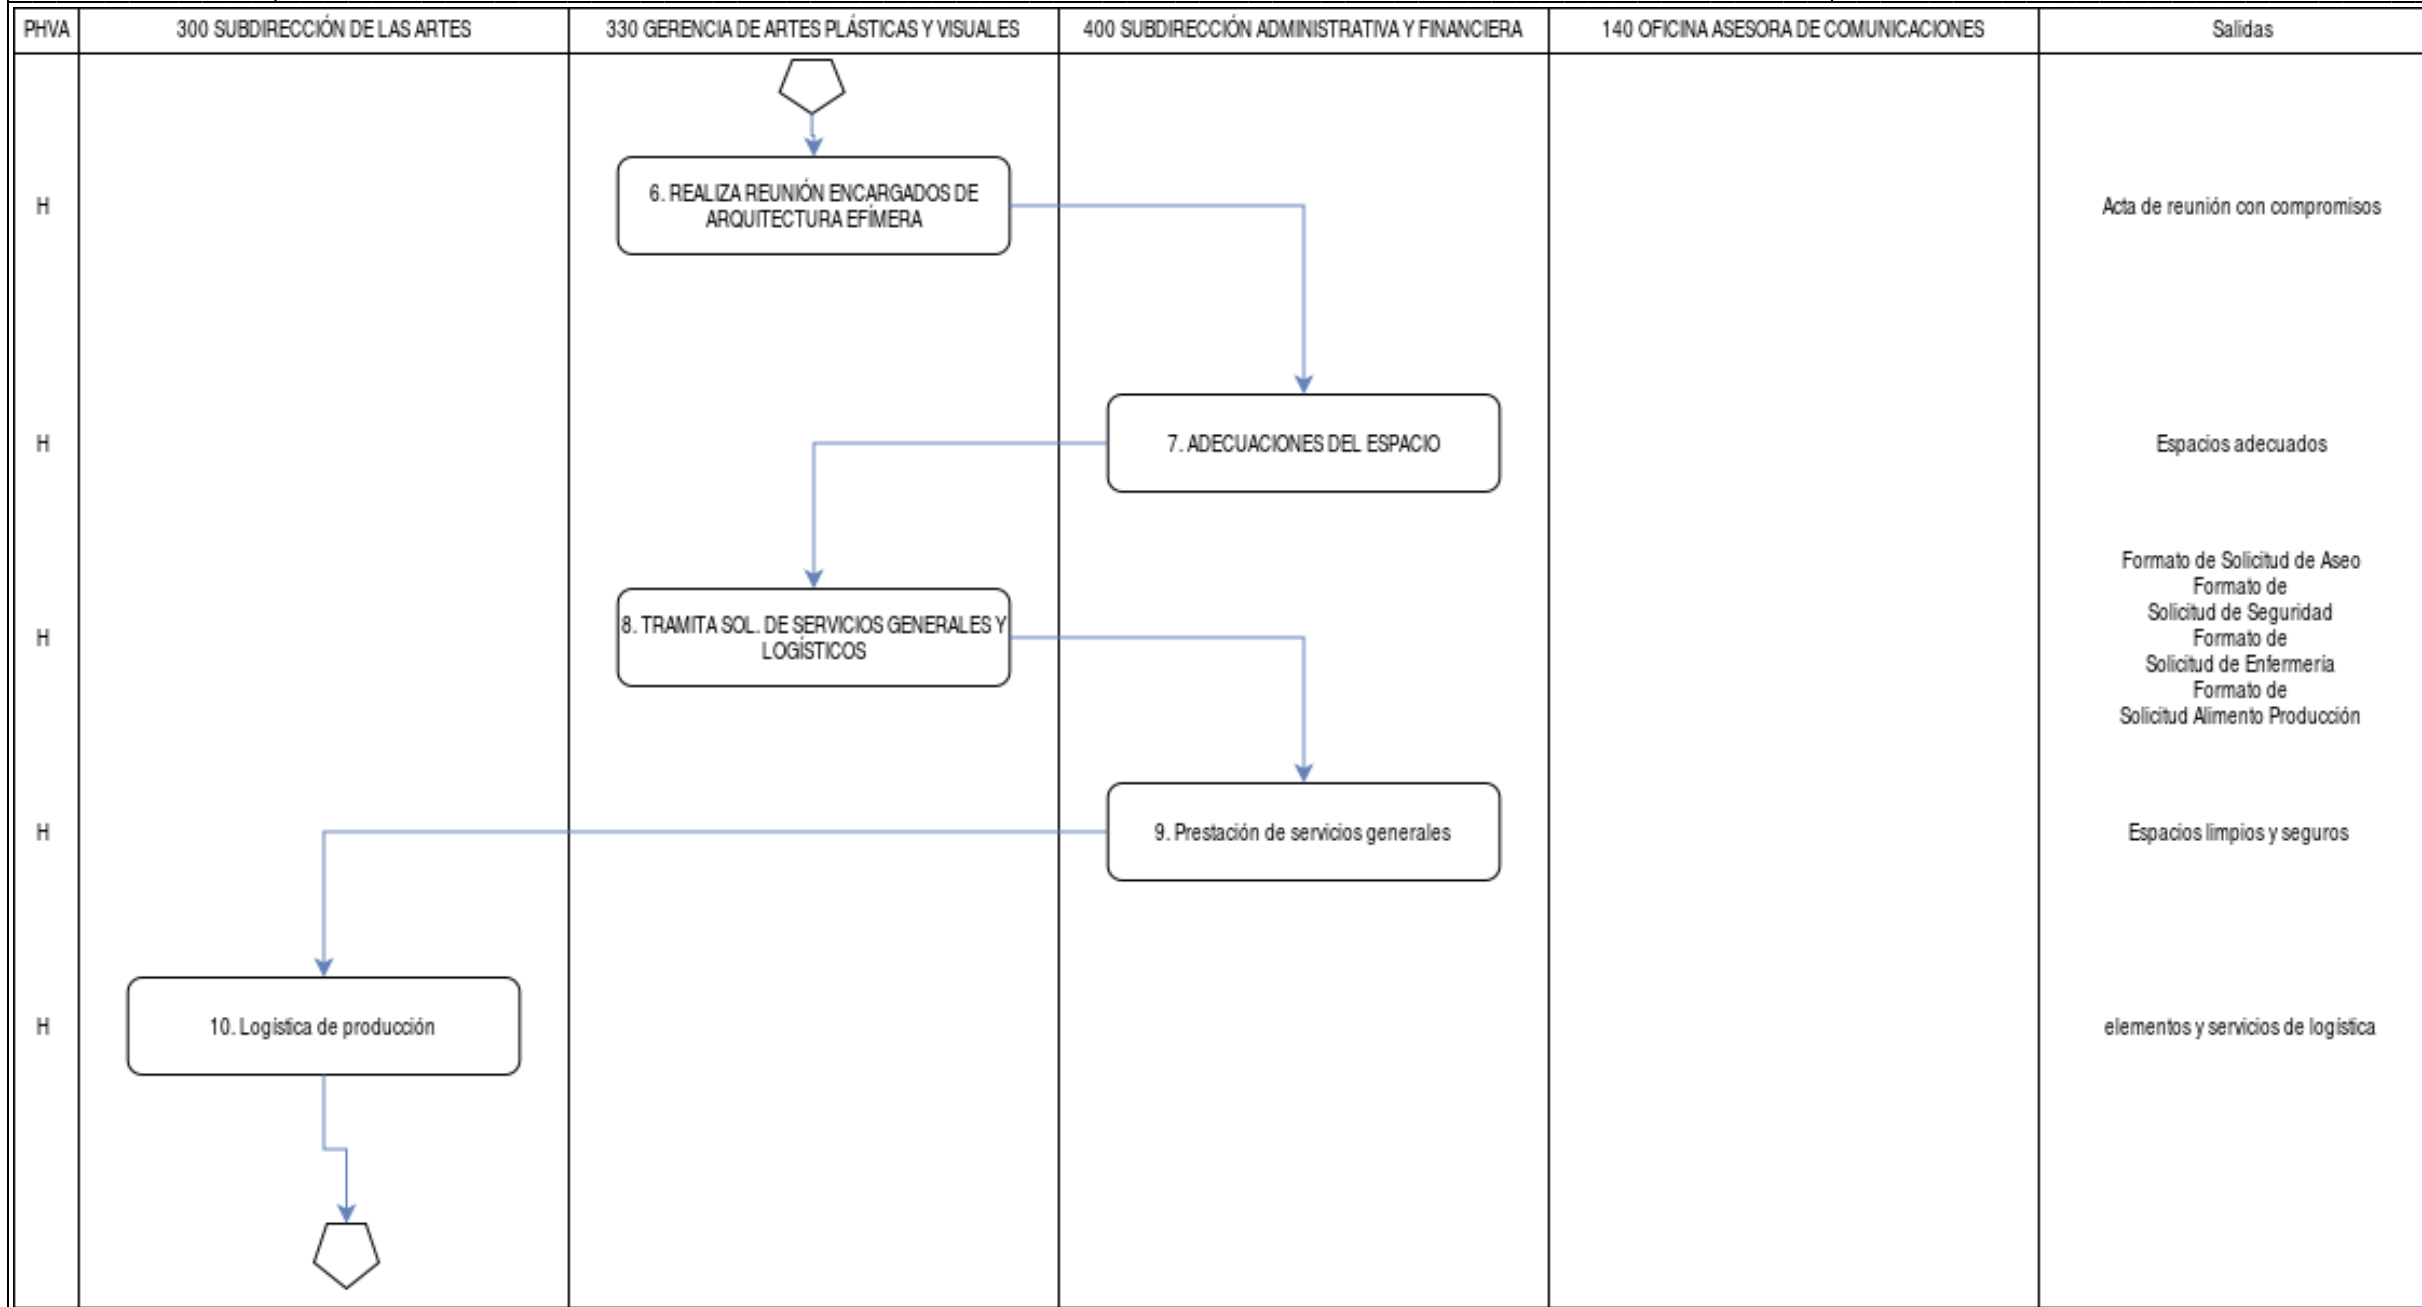 PHVA
300 SUBDIRECCIÓN DE LAS ARTES
330 GERENCIA DE ARTES PLÁSTICAS Y VISUALES
400 SUBDIRECCIÓN ADMINISTRATIVA Y FINANCIERA
140 OFICINA ASESORA DE COMUNICACIONES
Salidas
H
6. REALIZA REUNIÓN ENCARGADOS DE
ARQUITECTURA EFÍMERA
Acta de reunión con compromisos
H
7. ADECUACIONES DEL ESPACIO
Espacios adecuados
H
8. TRAMITA SOL. DE SERVICIOS GENERALES Y
LOGÍSTICOS
Formato de Solicitud de Aseo
Formato de
Solicitud de Seguridad
Formato de
Solicitud de Enfermería
Formato de
Solicitud Alimento Producción
H
9. Prestación de servicios generales
Espacios limpios y seguros
H
10. Logística de producción
elementos y servicios de logística